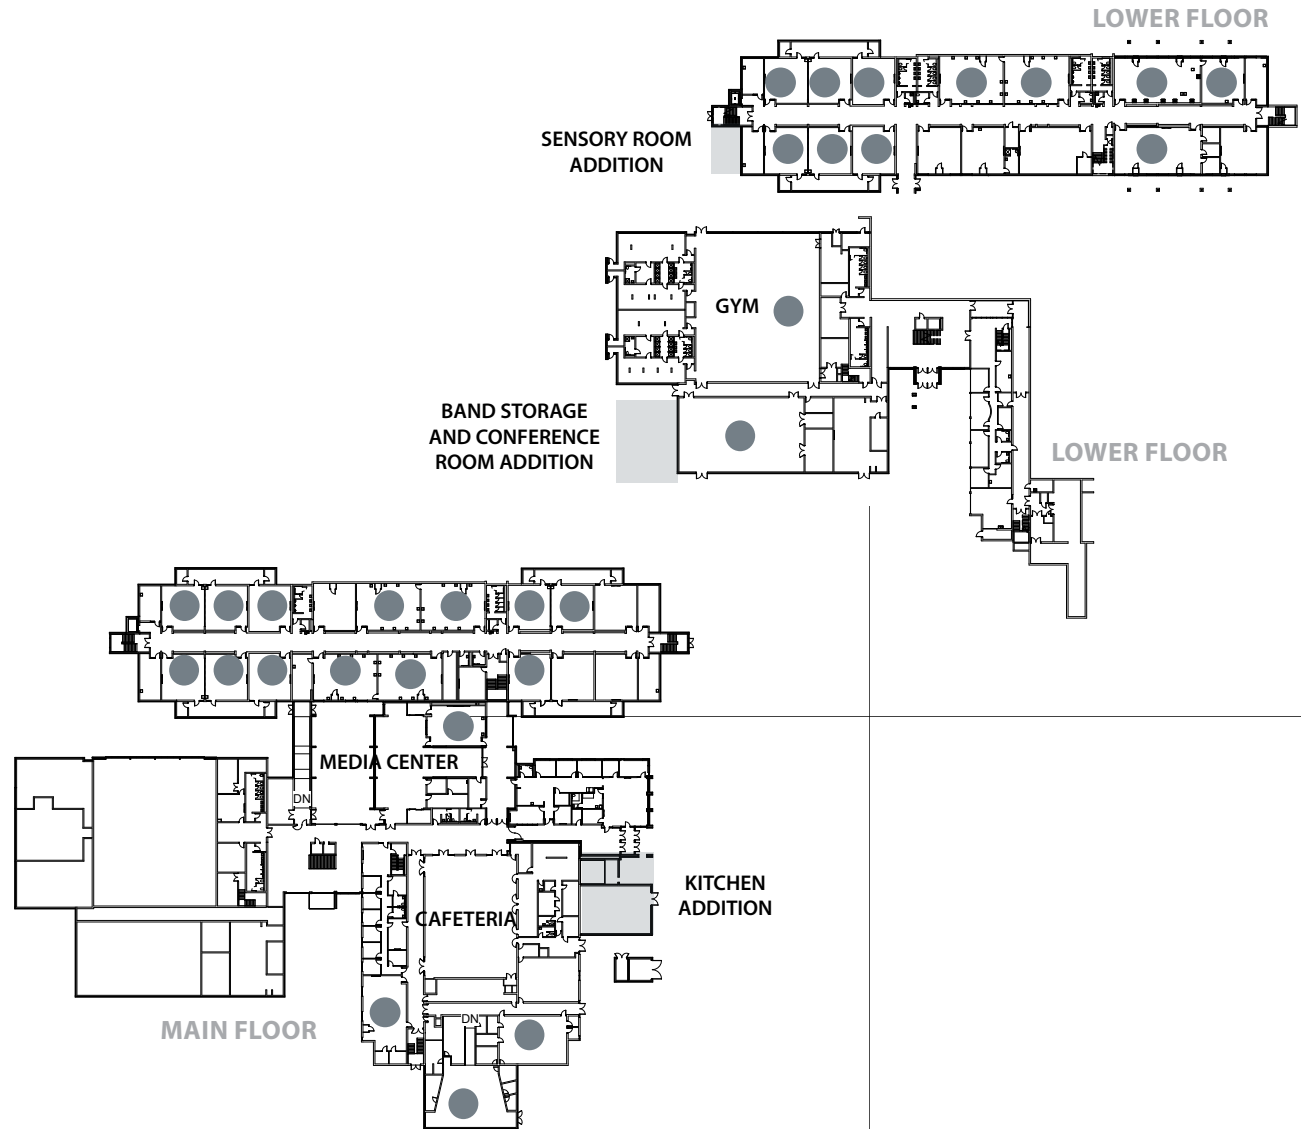 LOWER FLOOR
SENSORY ROOM
ADDITION
GYM
BAND STORAGE
AND CONFERENCE
ROOM ADDITION
LOWER FLOOR
MEDIA CENTER
DN
KITCHEN
ADDITION
CAFETERIA
DN
MAIN FLOOR